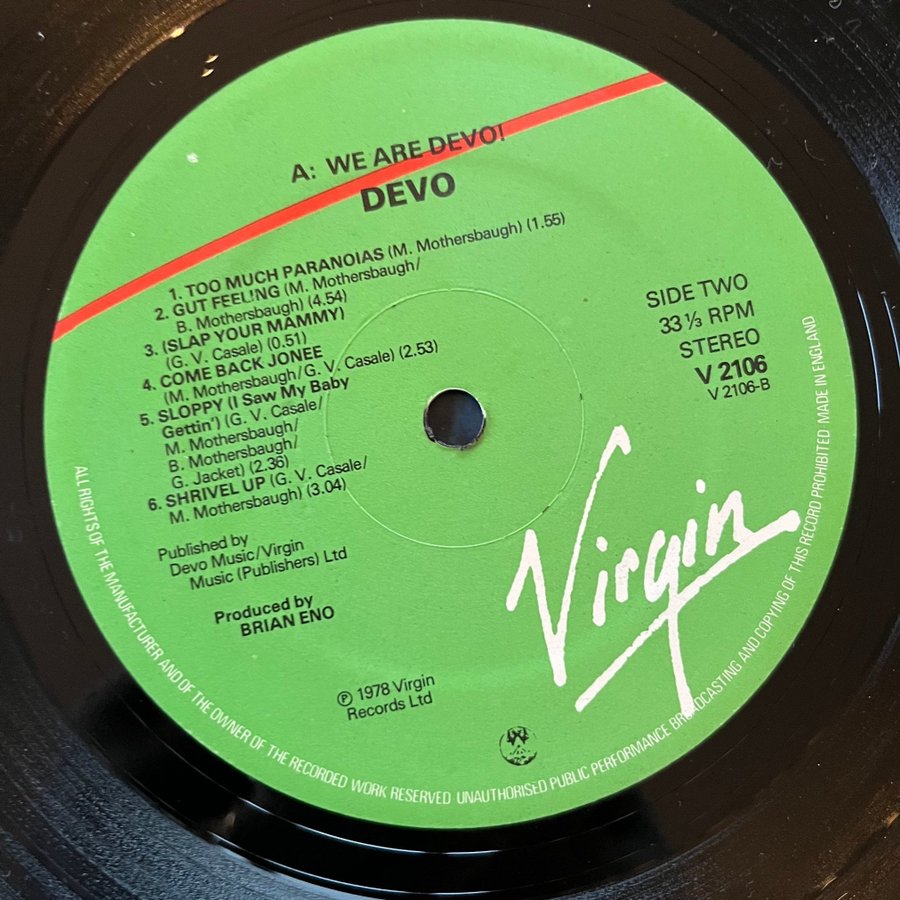 A: WE ARE DEVO!
DEVO
1. TOO MUCH PARANOIAS (M. Mothersbaugh) (1.55)
2. GUT FEELING (M. Mothersbaugh/
B. Mothersbaugh) (4.54)
3. (SLAP YOUR MAMMY)
(G. V. Casale) (0.51)
4. COME BACK JONEE
(M. Mothersbaugh/G. V. Casale) (2.53)
5. SLOPPY (I Saw My Baby
Gettin') (G. V. Casale/
M. Mothersbaugh/
B. Mothersbaugh/
G. Jacket) (2.36)
6. SHRIVEL UP (G. V. Casale/
M. Mothersbaugh) (3.04)
Published by
Devo Music/Virgin
Music (Publishers) Ltd
Produced by
BRIAN ENO
℗ 1978 Virgin
Records Ltd
SIDE TWO
33 ⅓ RPM
STEREO
V 2106
V 2106-B
Virgin
ALL RIGHTS OF THE MANUFACTURER AND OF THE OWNER OF THE RECORDED WORK RESERVED UNAUTHORISED PUBLIC PERFORMANCE BROADCASTING AND COPYING OF THIS RECORD PROHIBITED MADE IN ENGLAND